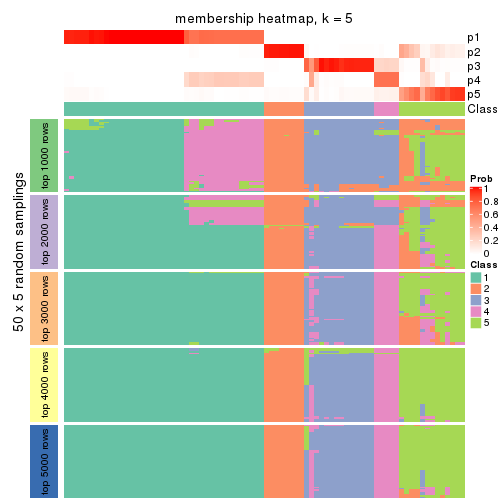 membership heatmap, k = 5
p1
p2
p3
p4
p5
Class
50 x 5 random samplings
top 1000 rows
top 2000 rows
top 3000 rows
top 4000 rows
top 5000 rows
Prob
1
0.8
0.6
0.4
0.2
0
Class
1
2
3
4
5